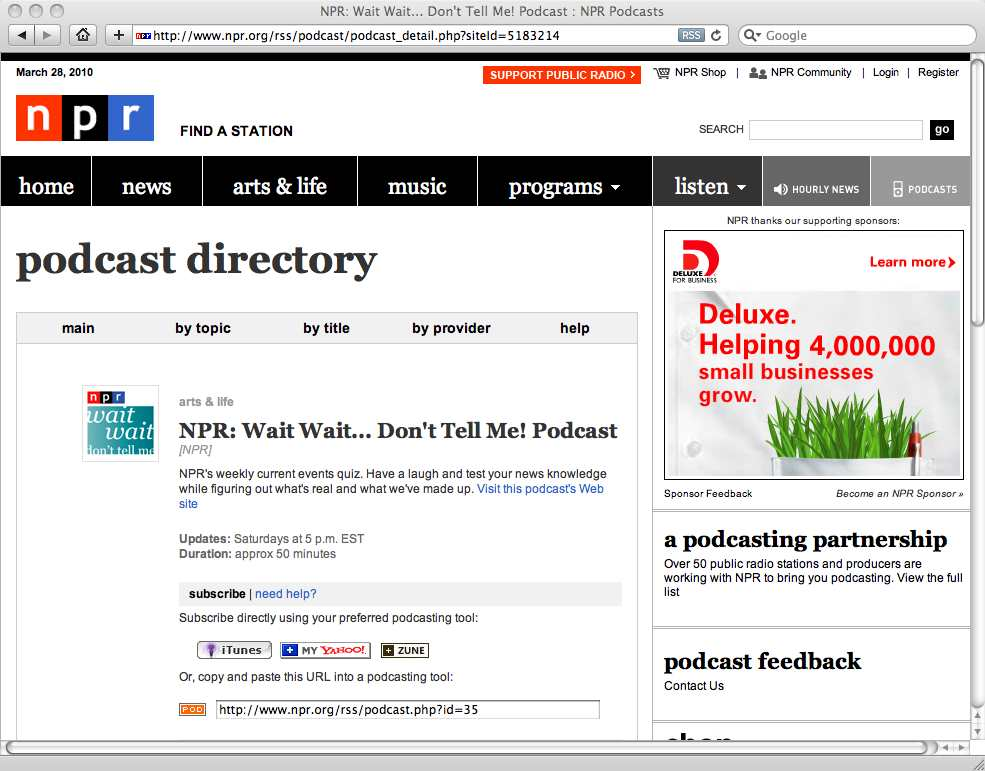 NPR: Wait Wait... Don't Tell Me! Podcast : NPR Podcasts
npr http://www.npr.org/rss/podcast/podcast_detail.php?siteId=5183214 RSS Google
March 28, 2010 SUPPORT PUBLIC RADIO > NPR Shop | NPR Community | Login | Register
npr FIND A STATION SEARCH go
home news arts & life music programs listen HOURLY NEWS PODCASTS
NPR thanks our supporting sponsors:
podcast directory
main by topic by title by provider help
npr
wait
wait
don't tell me
arts & life
NPR: Wait Wait... Don't Tell Me! Podcast
[NPR]
NPR's weekly current events quiz. Have a laugh and test your news knowledge
while figuring out what's real and what we've made up. Visit this podcast's Web
site
Updates: Saturdays at 5 p.m. EST
Duration: approx 50 minutes
subscribe | need help?
Subscribe directly using your preferred podcasting tool:
iTunes MY YAHOO! ZUNE
Or, copy and paste this URL into a podcasting tool:
POD http://www.npr.org/rss/podcast.php?id=35
D
DELUXE
FOR BUSINESS
Learn more
Deluxe.
Helping 4,000,000
small businesses
grow.
Sponsor Feedback Become an NPR Sponsor »
a podcasting partnership
Over 50 public radio stations and producers are
working with NPR to bring you podcasting. View the full
list
podcast feedback
Contact Us
shop